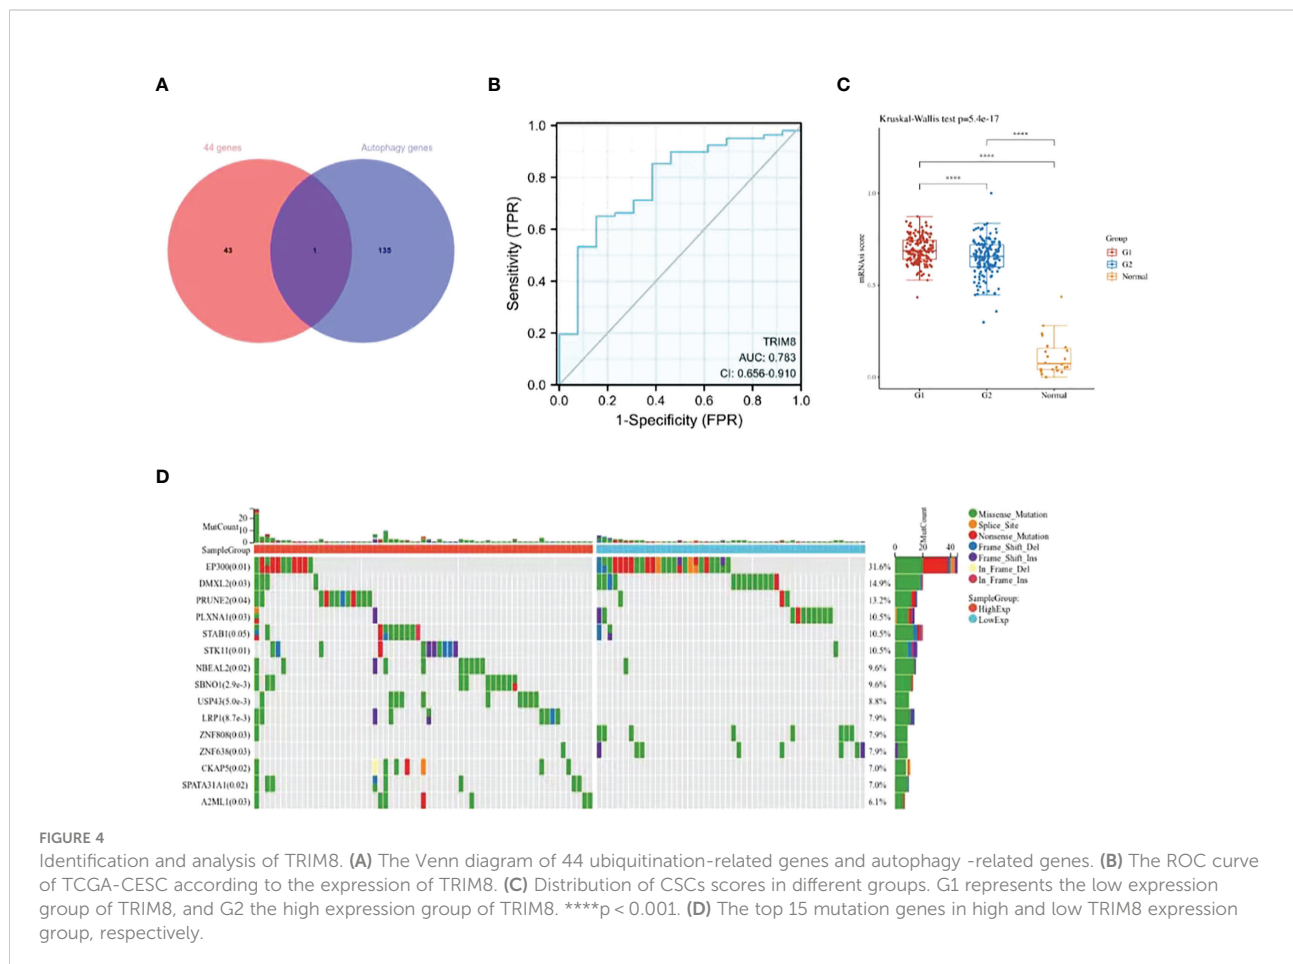 A
44 genes
Autophagy genes
43
1
135
B
1.0
0.8
0.6
0.4
0.2
0.0
Sensitivity (TPR)
TRIM8
AUC: 0.783
CI: 0.656-0.910
0.0 0.2 0.4 0.6 0.8 1.0
1-Specificity (FPR)
C
Kruskal-Wallis test p=5.4e-17
****
****
****
1.0
0.5
0.0
mRNAsi score
G1 G2 Normal
Group
G1
G2
Normal
D
MutCount
20
10
0
SampleGroup
EP300(0.01) 31.6%
DMXL2(0.03) 14.9%
PRUNE2(0.04) 13.2%
PLXNA1(0.03) 10.5%
STAB1(0.05) 10.5%
STK11(0.01) 10.5%
NBEAL2(0.02) 9.6%
SBNO1(2.9e-3) 9.6%
USP43(5.0e-3) 8.8%
LRP1(8.7e-3) 7.9%
ZNF808(0.03) 7.9%
ZNF638(0.03) 7.9%
CKAP5(0.02) 7.0%
SPATA31A1(0.02) 7.0%
A2ML1(0.03) 6.1%
MutCount
0 20 40
Missense_Mutation
Splice_Site
Nonsense_Mutation
Frame_Shift_Del
Frame_Shift_Ins
In_Frame_Del
In_Frame_Ins
SampleGroup:
HighExp
LowExp
FIGURE 4
Identification and analysis of TRIM8. (A) The Venn diagram of 44 ubiquitination-related genes and autophagy -related genes. (B) The ROC curve
of TCGA-CESC according to the expression of TRIM8. (C) Distribution of CSCs scores in different groups. G1 represents the low expression
group of TRIM8, and G2 the high expression group of TRIM8. ****p < 0.001. (D) The top 15 mutation genes in high and low TRIM8 expression
group, respectively.